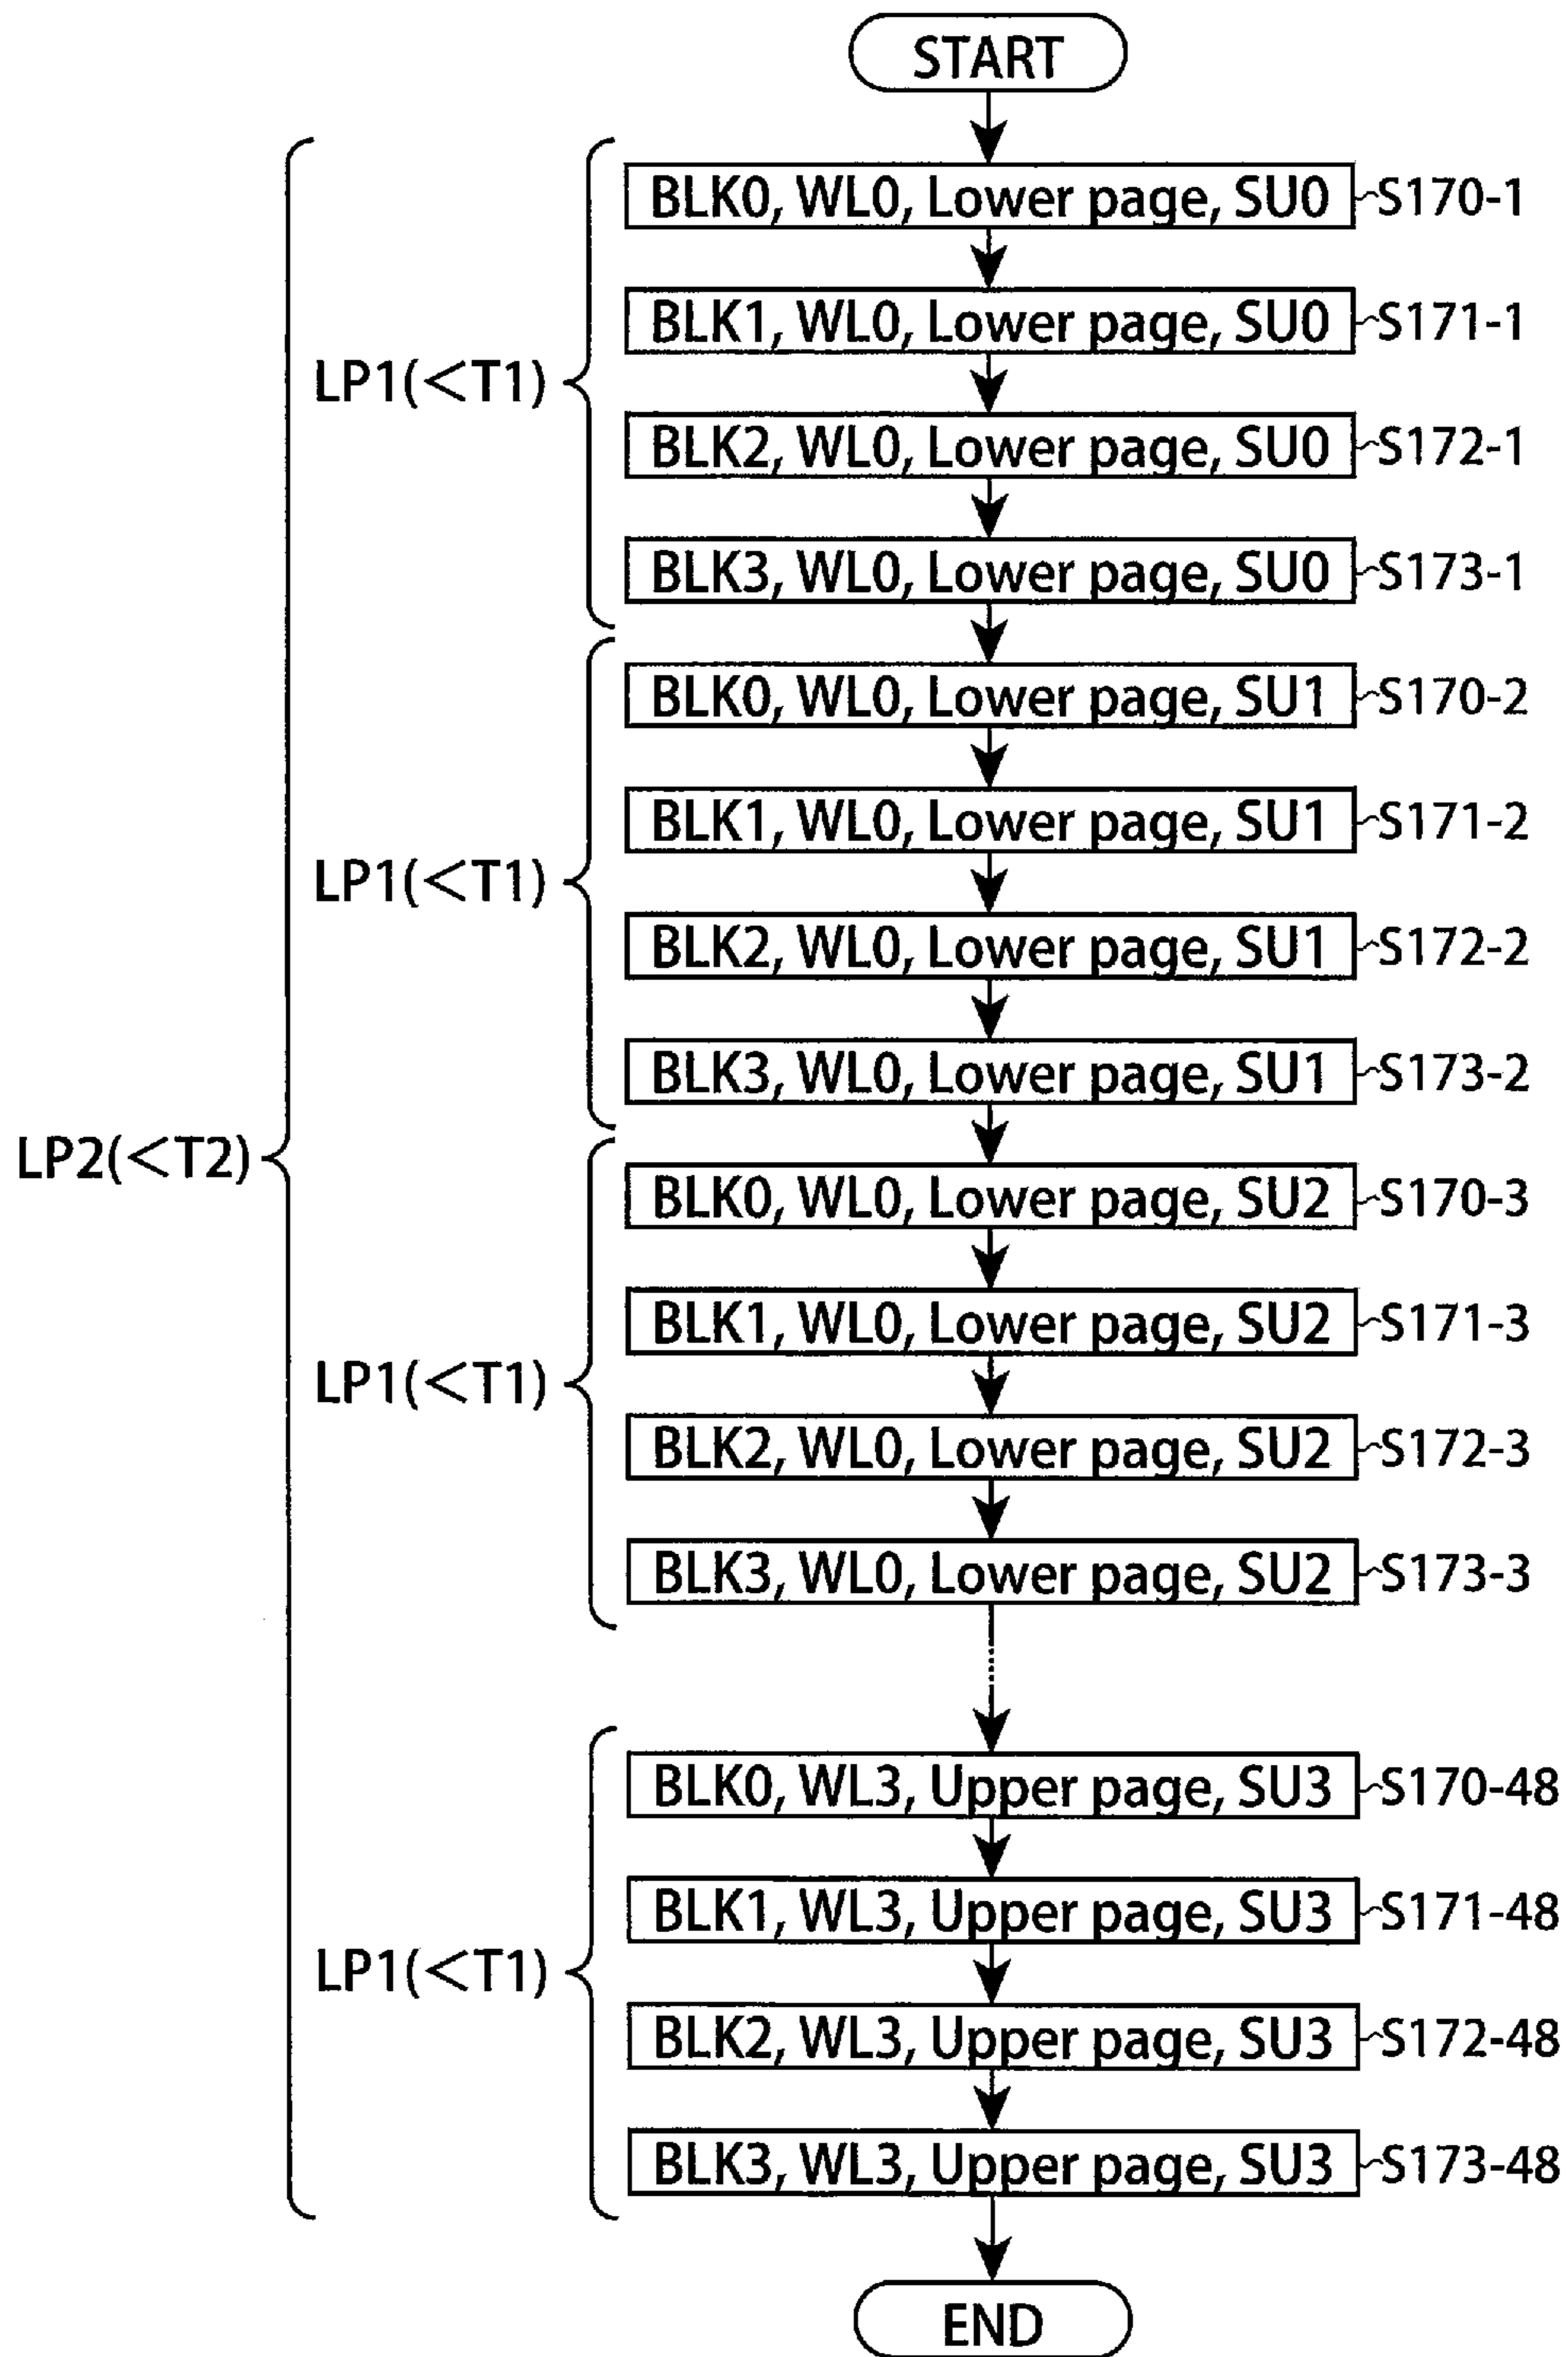 START
BLK0, WL0, Lower page, SU0 S170-1
BLK1, WL0, Lower page, SU0 S171-1
LP1(<T1)
BLK2, WL0, Lower page, SU0 S172-1
BLK3, WL0, Lower page, SU0 S173-1
BLK0, WL0, Lower page, SU1 S170-2
BLK1, WL0, Lower page, SU1 S171-2
LP1(<T1)
BLK2, WL0, Lower page, SU1 S172-2
BLK3, WL0, Lower page, SU1 S173-2
LP2(<T2)
BLK0, WL0, Lower page, SU2 S170-3
BLK1, WL0, Lower page, SU2 S171-3
LP1(<T1)
BLK2, WL0, Lower page, SU2 S172-3
BLK3, WL0, Lower page, SU2 S173-3
BLK0, WL3, Upper page, SU3 S170-48
BLK1, WL3, Upper page, SU3 S171-48
LP1(<T1)
BLK2, WL3, Upper page, SU3 S172-48
BLK3, WL3, Upper page, SU3 S173-48
END